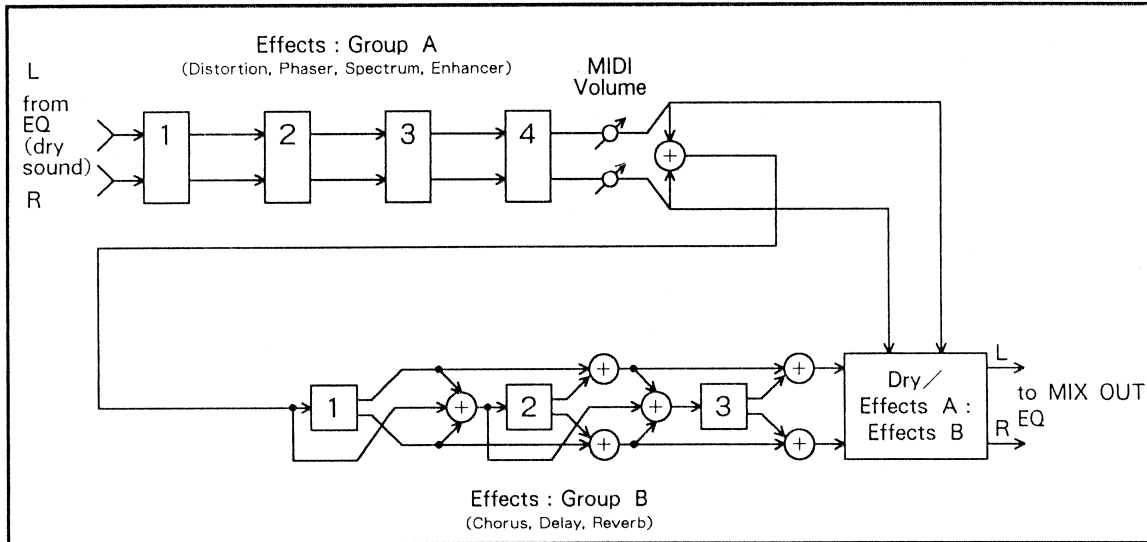 Effects : Group A
(Distortion, Phaser, Spectrum, Enhancer)
L
from
EQ
(dry
sound)
R
1
2
3
4
MIDI
Volume
+
1
+
2
+
+
+
3
+
+
Dry/
Effects A :
Effects B
L
R
to MIX OUT
EQ
Effects : Group B
(Chorus, Delay, Reverb)